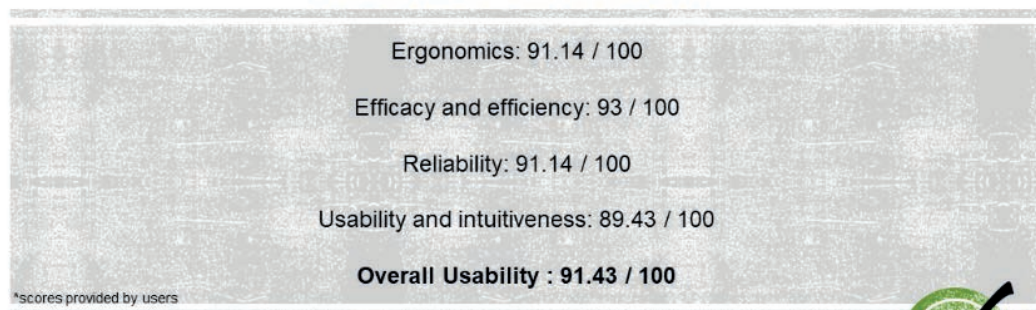 Ergonomics: 91.14 / 100
Efficacy and efficiency: 93 / 100
Reliability: 91.14 / 100
Usability and intuitiveness: 89.43 / 100
Overall Usability : 91.43 / 100
*scores provided by users